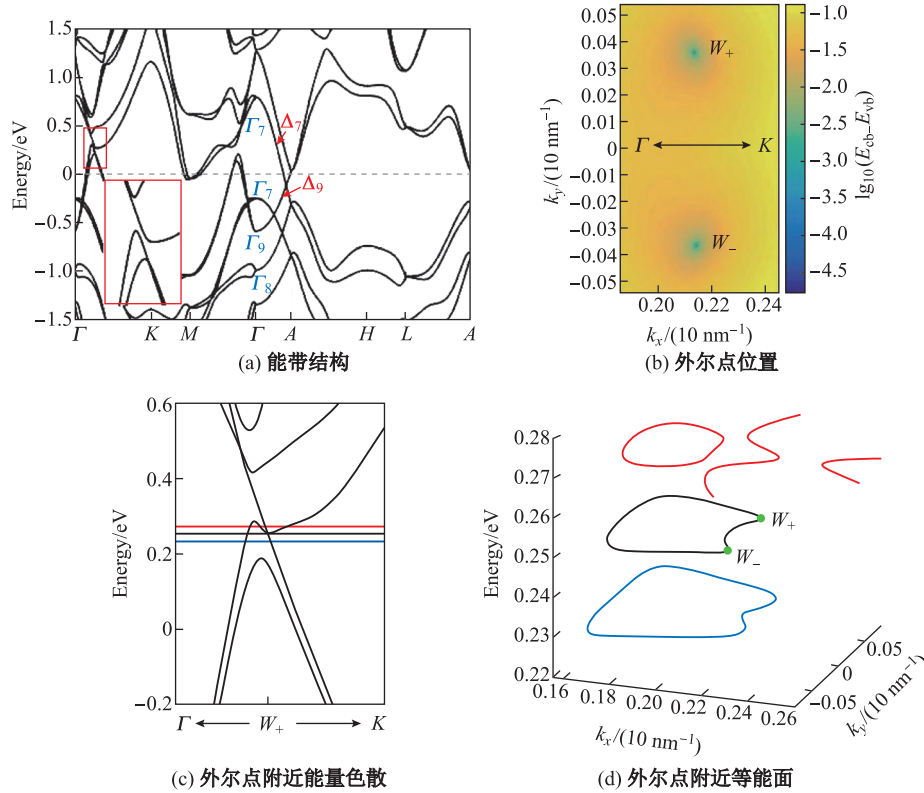 1.5
1.0
0.5
0
−0.5
−1.0
−1.5
Energy/eV
Γ7
Δ7
Γ7
Δ9
Γ9
Γ8
Γ K M Γ A H L A
(a) 能带结构
0.05
0.04
0.03
0.02
0.01
0
−0.01
−0.02
−0.03
−0.04
−0.05
ky/(10 nm−1)
W+
Γ K
W−
0.20 0.22 0.24
kx/(10 nm−1)
−1.0
−1.5
−2.0
−2.5
−3.0
−3.5
−4.0
−4.5
lg10(Ecb−Evb)
(b) 外尔点位置
0.6
0.4
0.2
0
−0.2
Energy/eV
Γ W+ K
(c) 外尔点附近能量色散
0.28
0.27
0.26
0.25
0.24
0.23
0.22
Energy/eV
W+
W−
0.16 0.18 0.20 0.22 0.24 0.26
kx/(10 nm−1)
−0.05 0 0.05
ky/(10 nm−1)
(d) 外尔点附近等能面